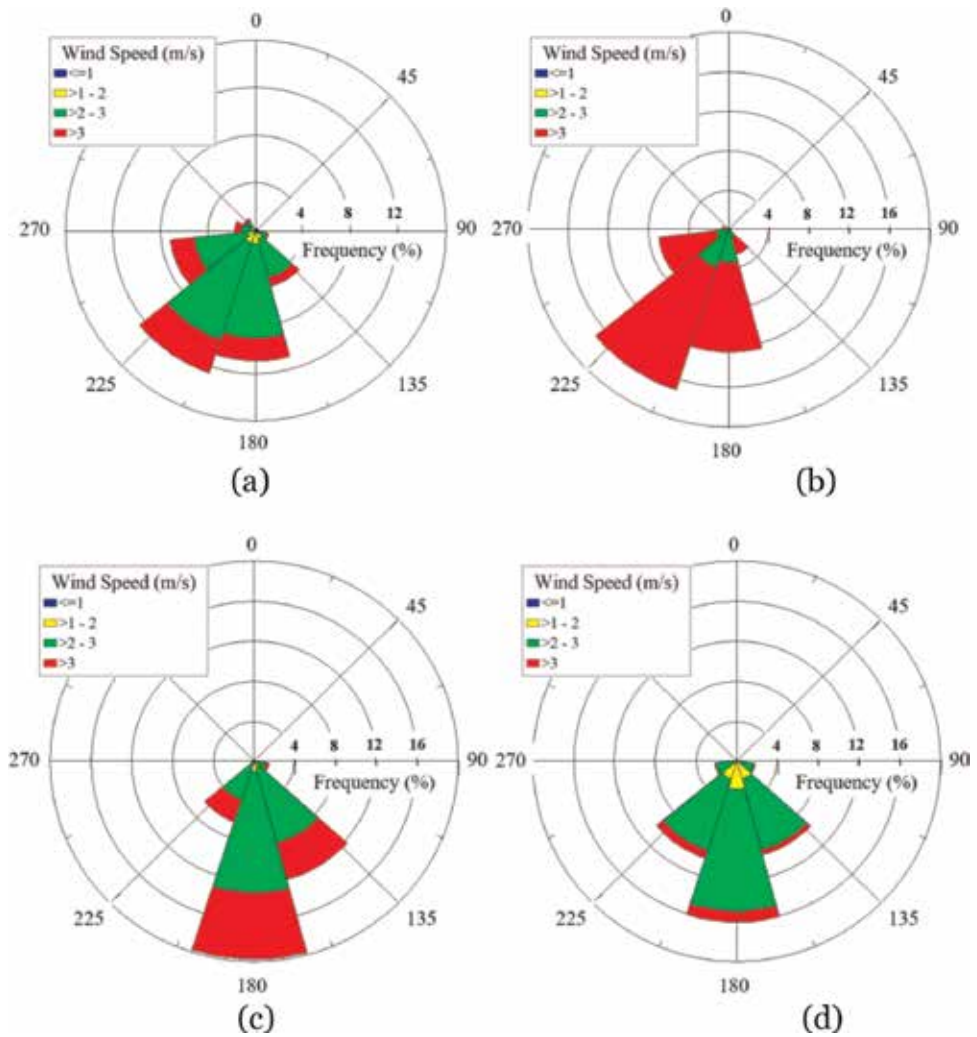 0
Wind Speed (m/s)
<=1
>1 - 2
>2 - 3
>3
45
270
4 8 12
90
Frequency (%)
225
135
180
(a)
0
Wind Speed (m/s)
<=1
>1 - 2
>2 - 3
>3
45
270
4 8 12 16
90
Frequency (%)
225
135
180
(b)
0
Wind Speed (m/s)
<=1
>1 - 2
>2 - 3
>3
45
270
4 8 12 16
90
Frequency (%)
225
135
180
(c)
0
Wind Speed (m/s)
<=1
>1 - 2
>2 - 3
>3
45
270
4 8 12 16
90
Frequency (%)
225
135
180
(d)